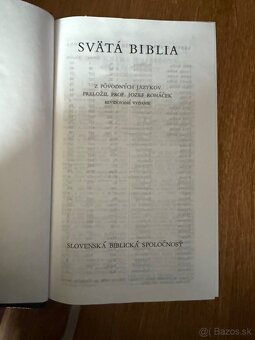 SVÄTÁ BIBLIA
Z PÔVODNÝCH JAZYKOV
PRELOŽIL PROF. JOZEF ROHÁČEK
REVIDOVANÉ VYDANIE
SLOVENSKÁ BIBLICKÁ SPOLOČNOSŤ
Bazos.sk